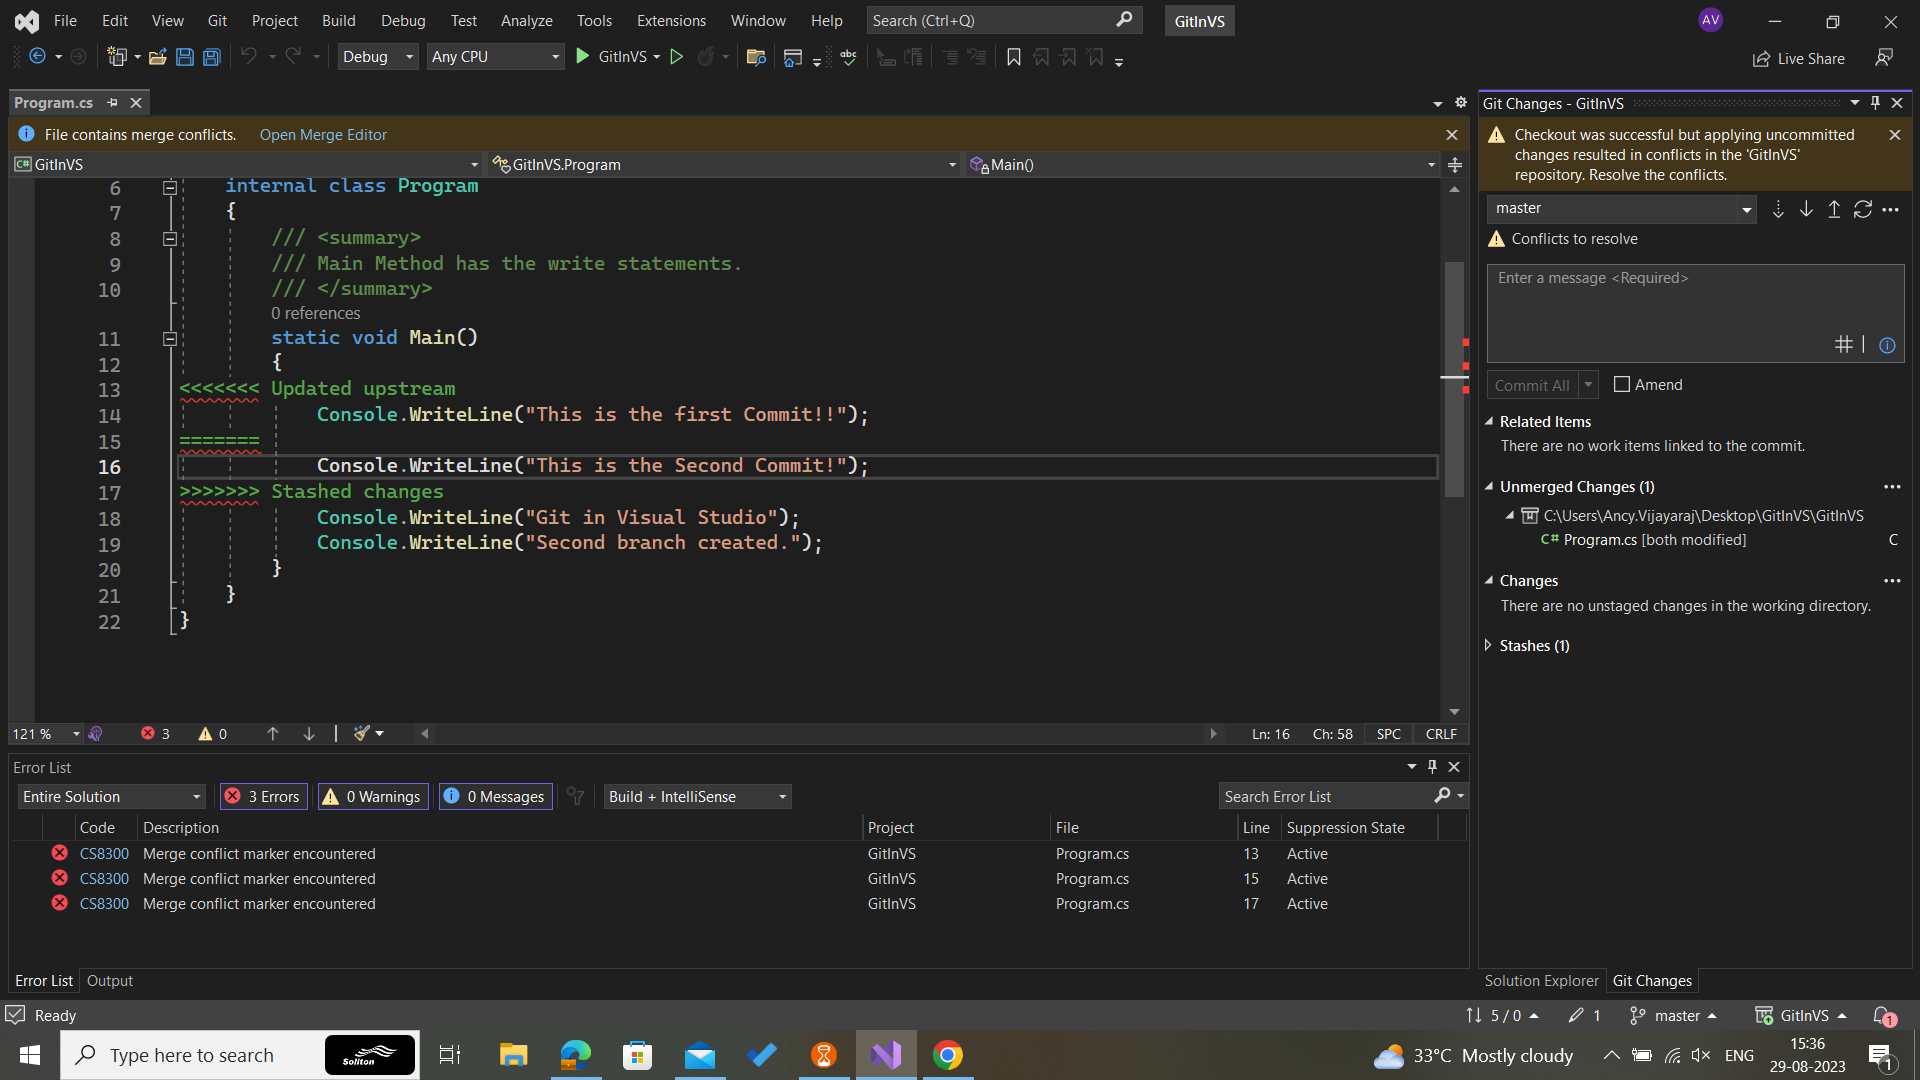 File Edit View Git Project Build Debug Test Analyze Tools Extensions Window Help Search (Ctrl+Q) GitInVS AV
Debug Any CPU GitInVS abc Live Share
Program.cs
File contains merge conflicts. Open Merge Editor
C# GitInVS GitInVS.Program Main()
6 internal class Program
7 {
8 /// <summary>
9 /// Main Method has the write statements.
10 /// </summary>
0 references
11 static void Main()
12 {
13 <<<<<<< Updated upstream
14 Console.WriteLine("This is the first Commit!!");
15 =======
16 Console.WriteLine("This is the Second Commit!");
17 >>>>>>> Stashed changes
18 Console.WriteLine("Git in Visual Studio");
19 Console.WriteLine("Second branch created.");
20 }
21 }
22 }
121 % 3 0 Ln: 16 Ch: 58 SPC CRLF
Error List
Entire Solution 3 Errors 0 Warnings 0 Messages Build + IntelliSense Search Error List
Code Description Project File Line Suppression State
CS8300 Merge conflict marker encountered GitInVS Program.cs 13 Active
CS8300 Merge conflict marker encountered GitInVS Program.cs 15 Active
CS8300 Merge conflict marker encountered GitInVS Program.cs 17 Active
Error List Output
Git Changes - GitInVS
Checkout was successful but applying uncommitted
changes resulted in conflicts in the 'GitInVS'
repository. Resolve the conflicts.
master
Conflicts to resolve
Enter a message <Required>
Commit All Amend
Related Items
There are no work items linked to the commit.
Unmerged Changes (1)
C:\Users\Ancy.Vijayaraj\Desktop\GitInVS\GitInVS
C# Program.cs [both modified] C
Changes
There are no unstaged changes in the working directory.
Stashes (1)
Solution Explorer Git Changes
Ready 5 / 0 1 master GitInVS 1
Type here to search Soliton 33°C Mostly cloudy ENG 15:36
29-08-2023 1